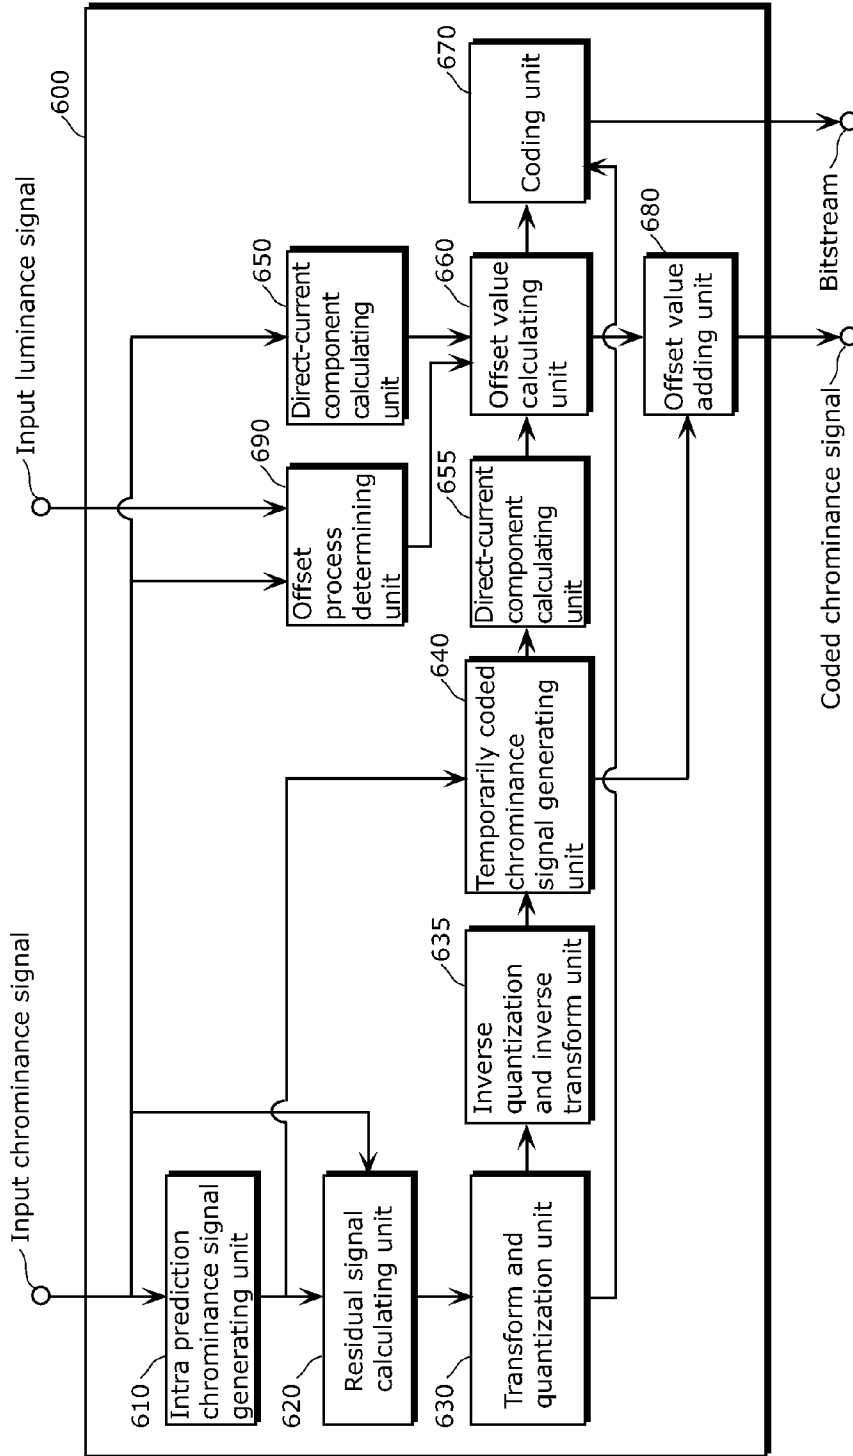 Input chrominance signal
Input luminance signal
600
610
Intra prediction
chrominance signal
generating unit
620
Residual signal
calculating unit
630
Transform and
quantization unit
635
Inverse
quantization
and inverse
transform unit
640
Temporarily coded
chrominance
signal generating
unit
690
Offset
process
determining
unit
650
Direct-current
component
calculating
unit
655
Direct-current
component
calculating
unit
660
Offset value
calculating
unit
670
Coding unit
680
Offset value
adding unit
Coded chrominance signal
Bitstream